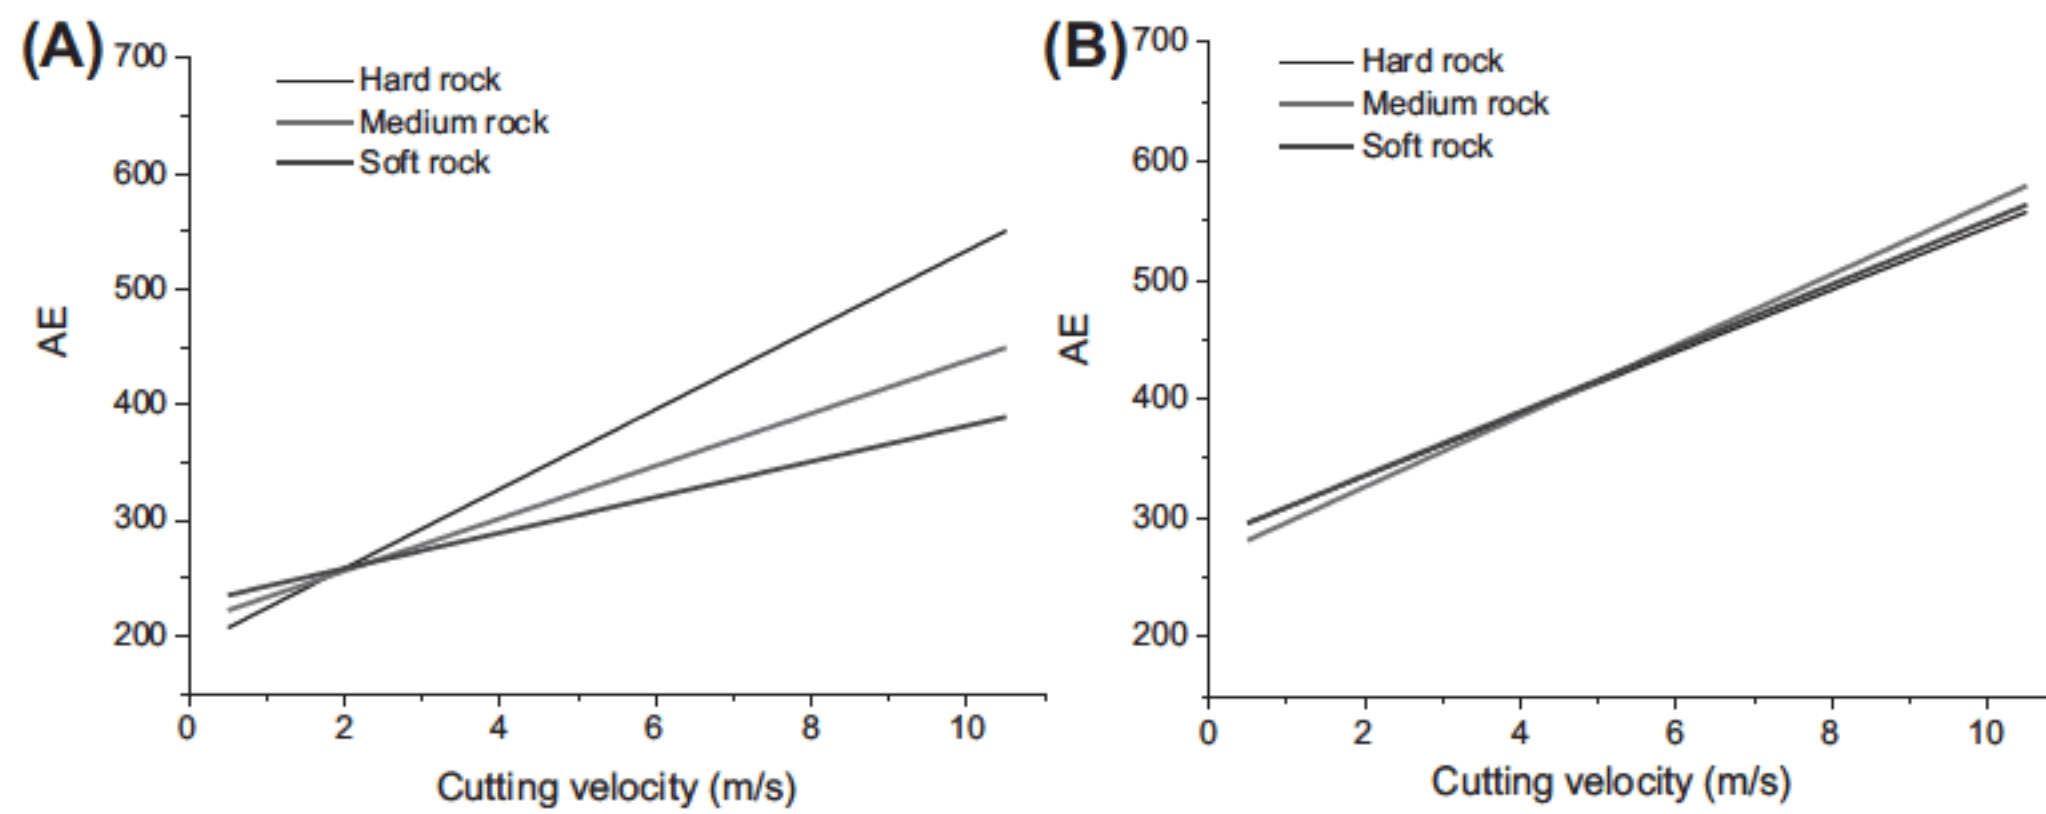 (A)
700
600
500
400
300
200
AE
Hard rock
Medium rock
Soft rock
0 2 4 6 8 10
Cutting velocity (m/s)
(B)
700
600
500
400
300
200
AE
Hard rock
Medium rock
Soft rock
0 2 4 6 8 10
Cutting velocity (m/s)